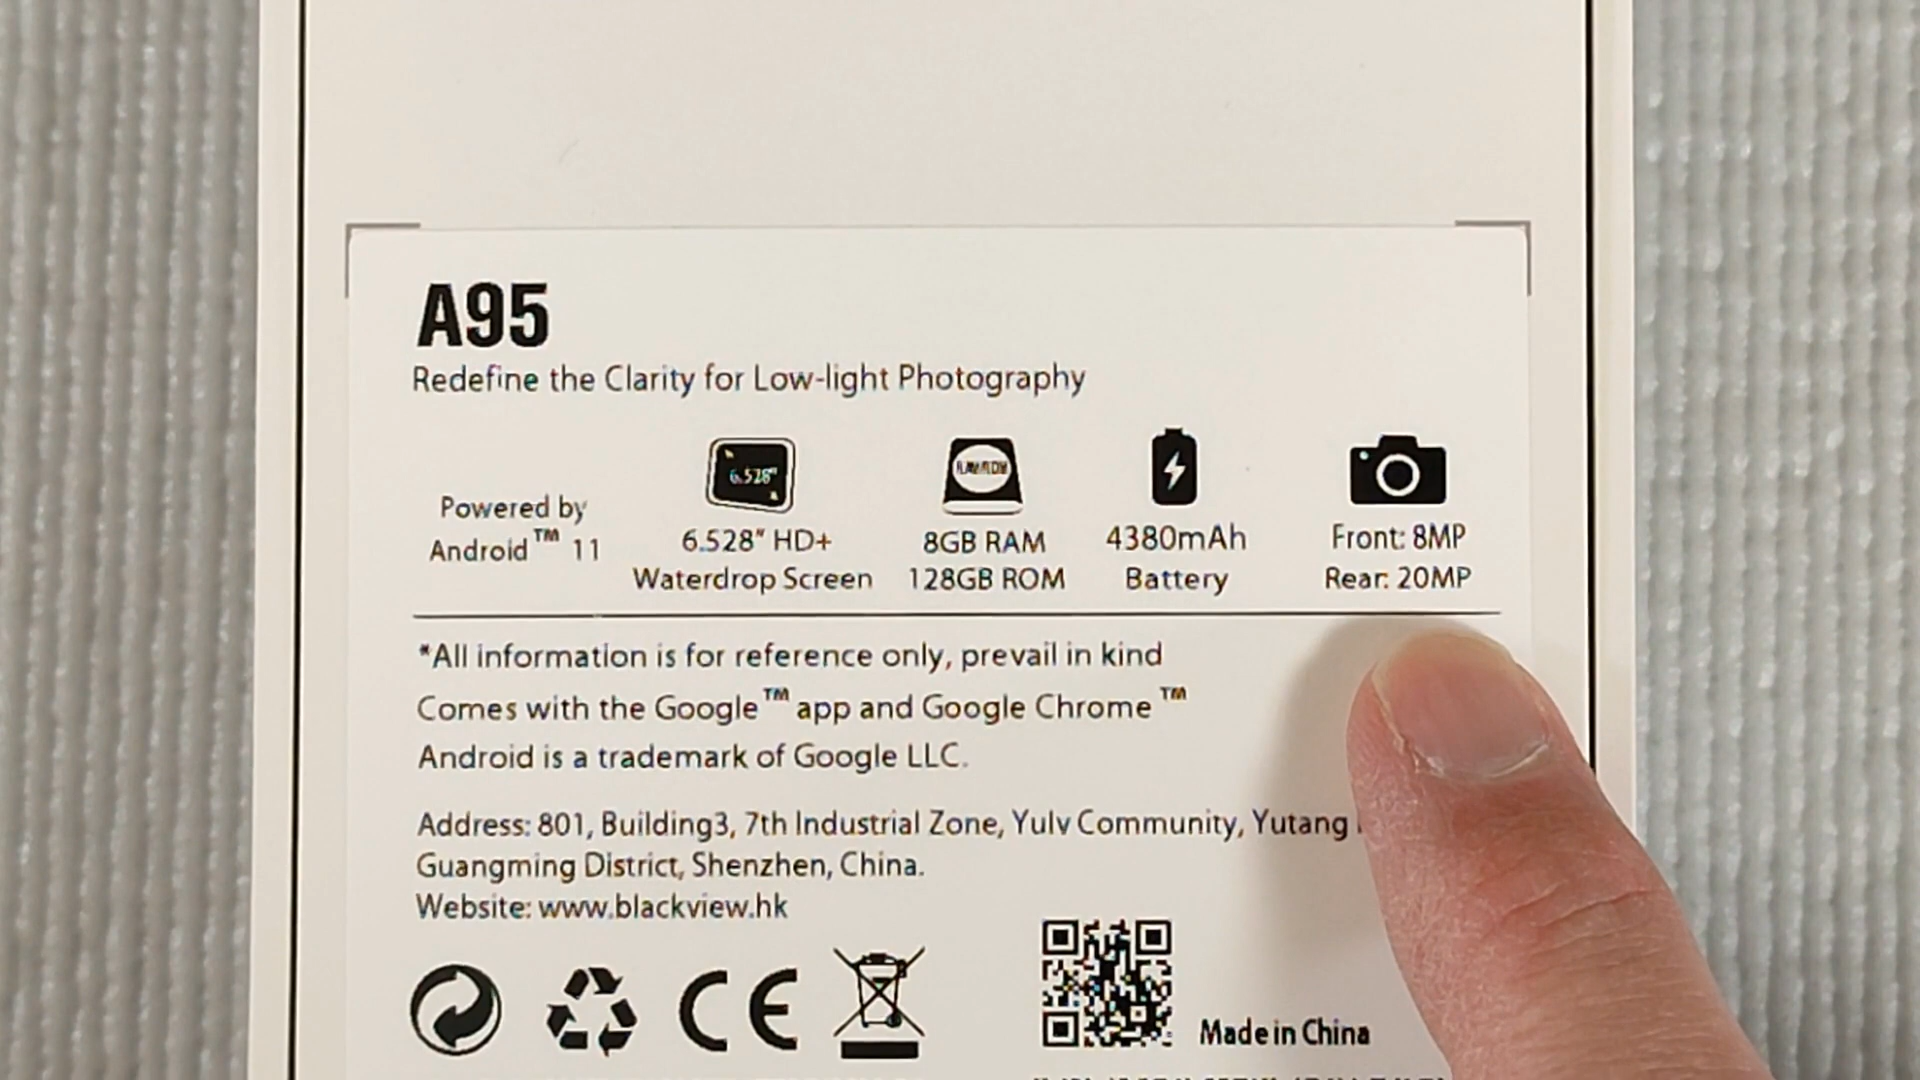 A95
Redefine the Clarity for Low-light Photography
Powered by
Android™ 11
6.528"
6.528" HD+
Waterdrop Screen
8GB RAM
128GB ROM
4380mAh
Battery
Front: 8MP
Rear: 20MP
*All information is for reference only, prevail in kind
Comes with the Google™ app and Google Chrome™
Android is a trademark of Google LLC.
Address: 801, Building3, 7th Industrial Zone, Yulv Community, Yutang
Guangming District, Shenzhen, China.
Website: www.blackview.hk
CE
Made in China